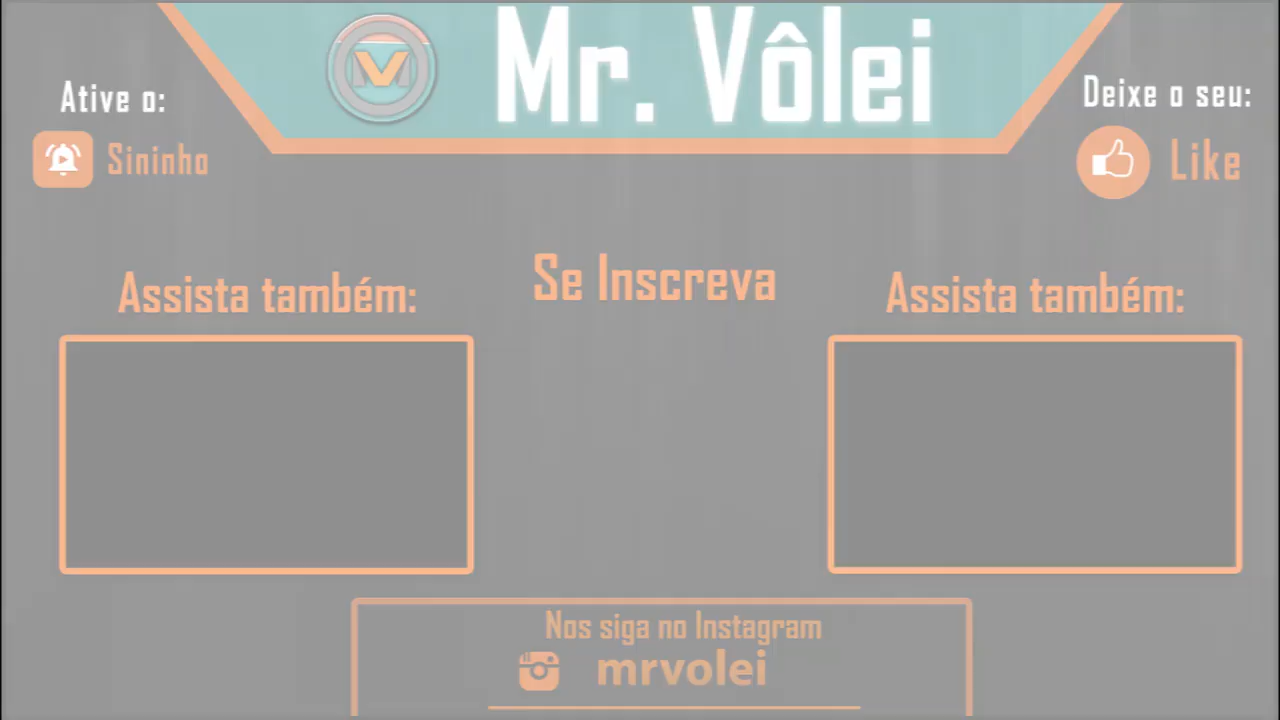 Mr. Vôlei
Ative o:
Sininho
Deixe o seu:
Like
Assista também:
Se Inscreva
Assista também:
Nos siga no Instagram
mrvolei